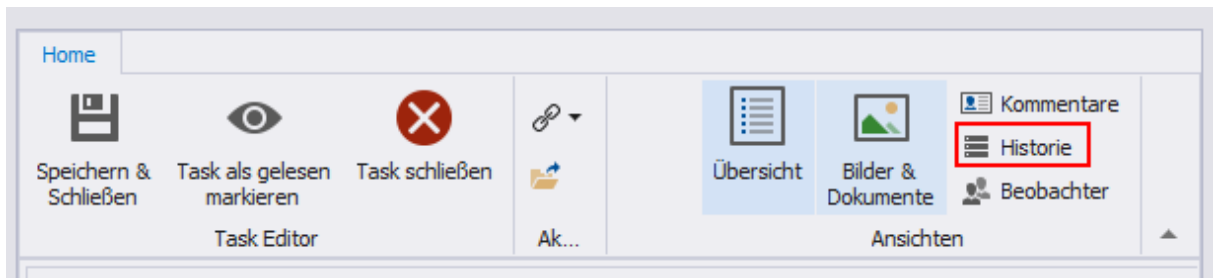 Home
Speichern &
Schließen
Task als gelesen
markieren
Task schließen
Übersicht
Bilder &
Dokumente
Kommentare
Historie
Beobachter
Task Editor
Ak...
Ansichten